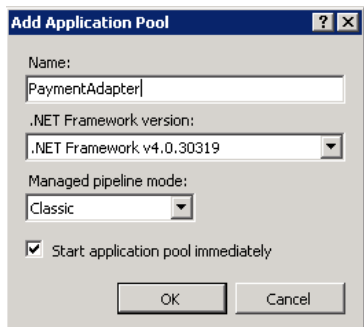 Add Application Pool
Name:
PaymentAdapter
.NET Framework version:
.NET Framework v4.0.30319
Managed pipeline mode:
Classic
Start application pool immediately
OK Cancel